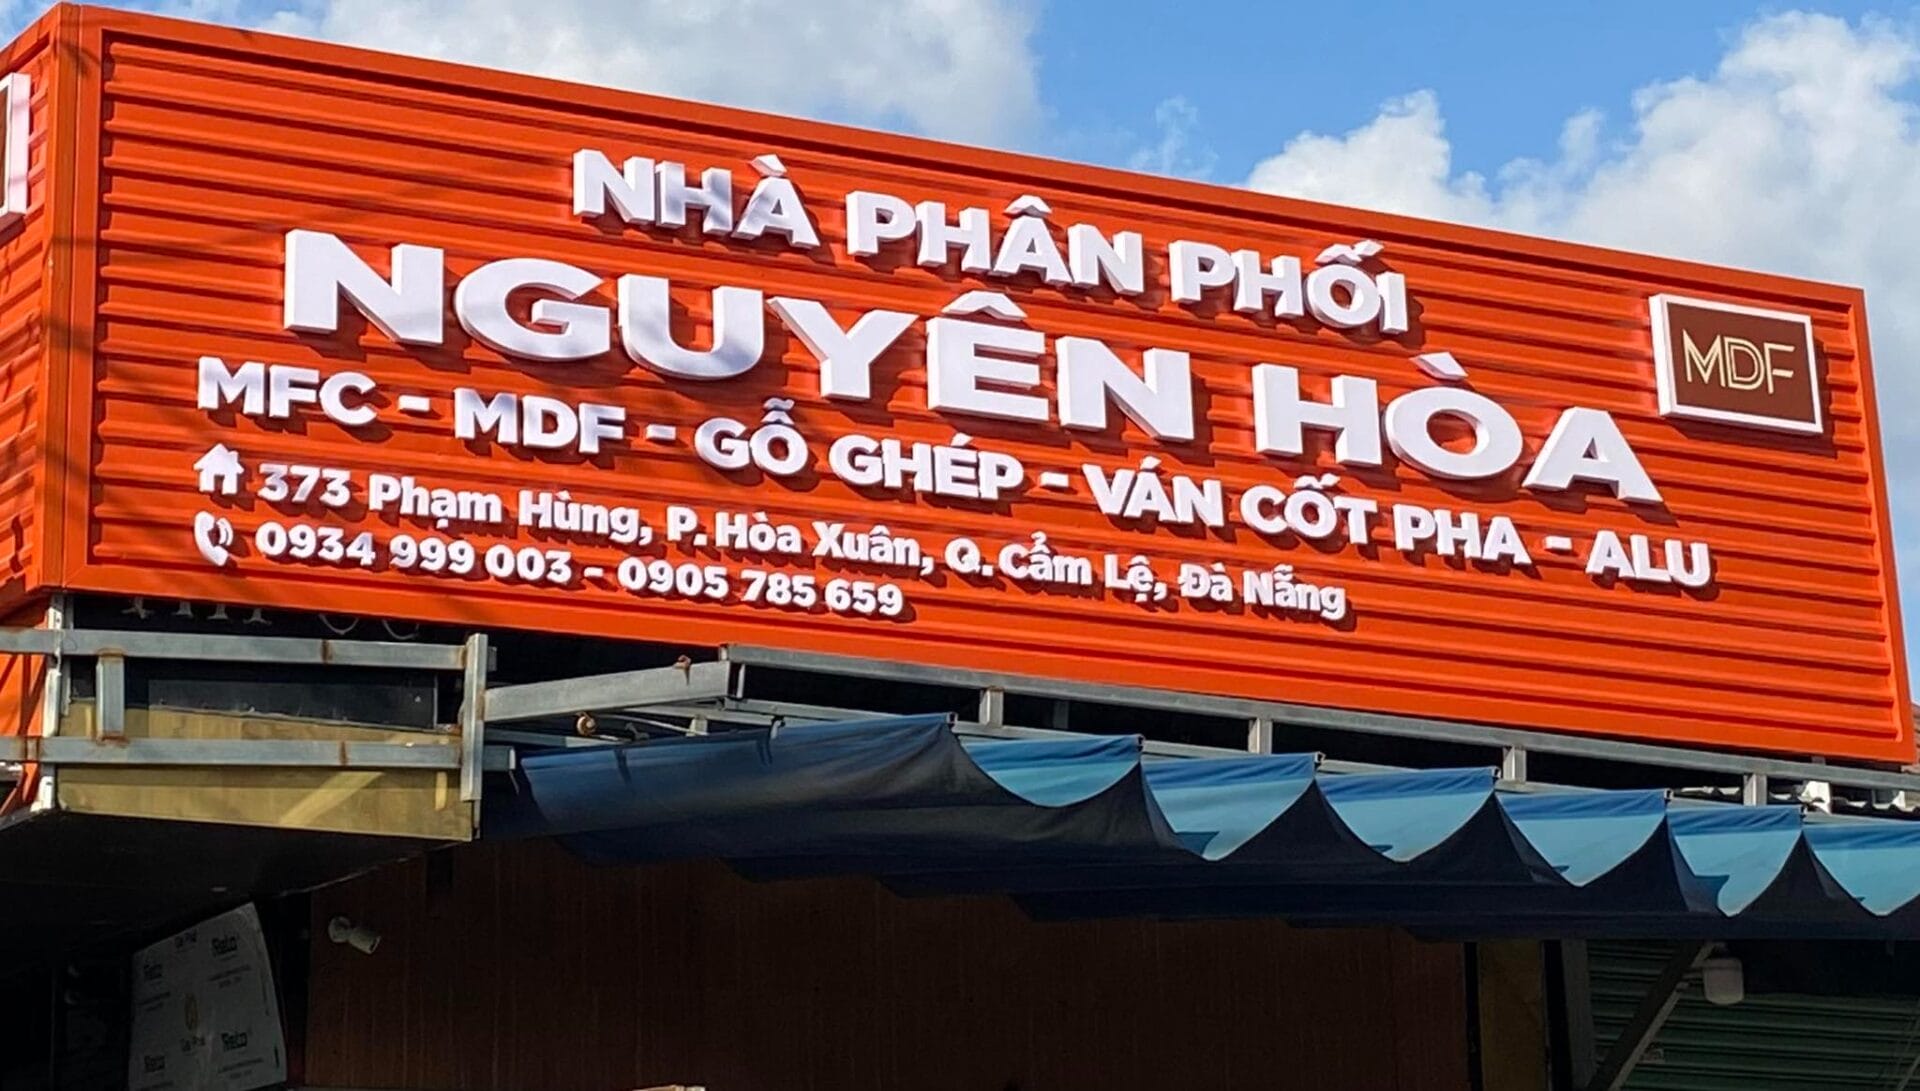 NHÀ PHÂN PHỐI
NGUYÊN HÒA
MDF
MFC - MDF - GỖ GHÉP - VÁN CỐT PHA - ALU
373 Phạm Hùng, P. Hòa Xuân, Q. Cẩm Lệ, Đà Nẵng
0934 999 003 - 0905 785 659